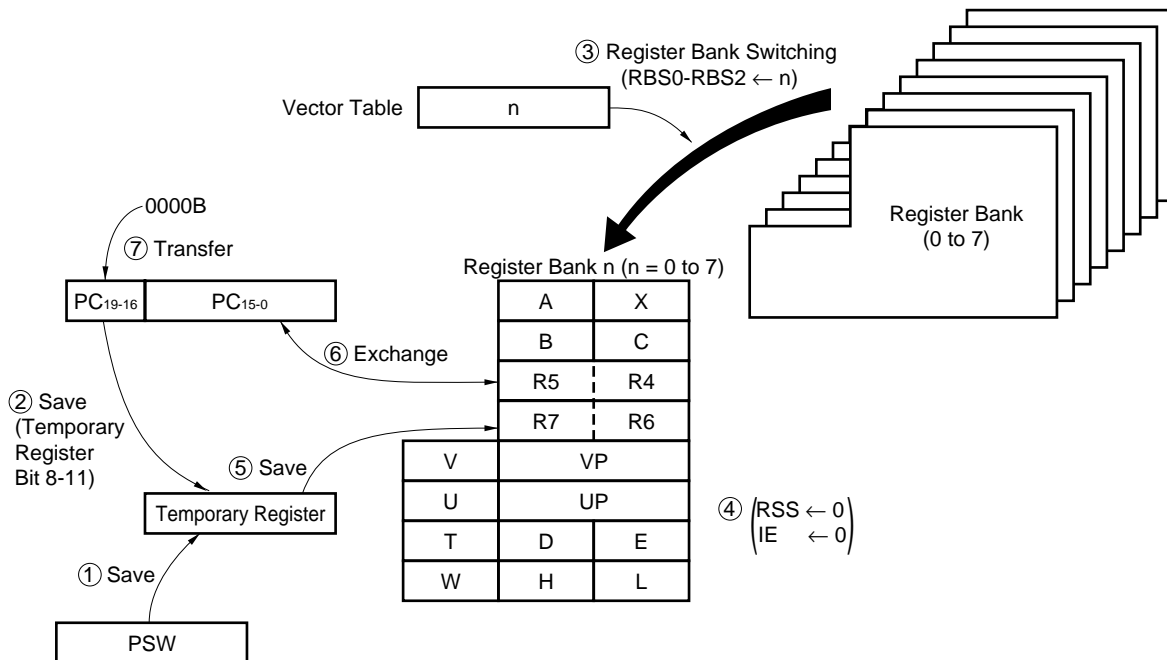 ③ Register Bank Switching
(RBS0-RBS2 ← n)
Vector Table
n
Register Bank
(0 to 7)
0000B
⑦ Transfer
Register Bank n (n = 0 to 7)
PC19-16
PC15-0
A
X
B
C
⑥ Exchange
R5
R4
R7
R6
② Save
(Temporary
Register
Bit 8-11)
⑤ Save
V
VP
U
UP
④ (RSS ← 0
IE ← 0)
Temporary Register
T
D
E
W
H
L
① Save
PSW